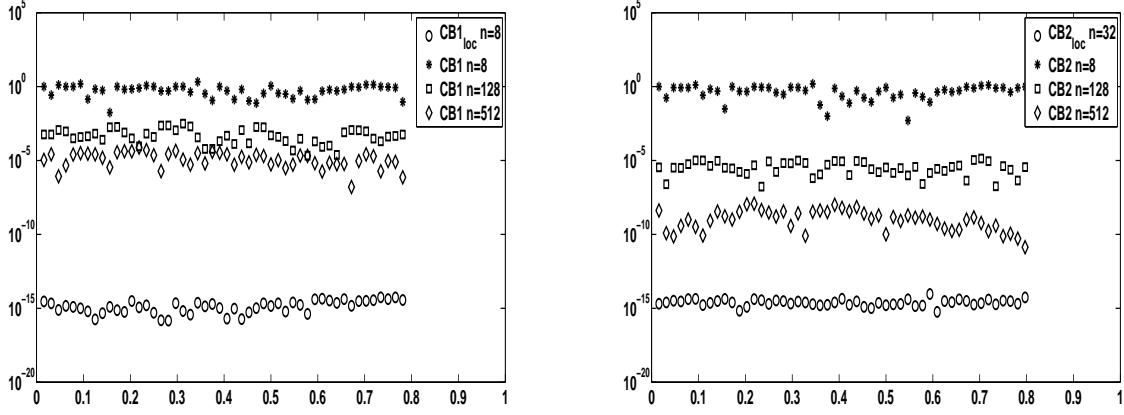 10^5
10^0
10^-5
10^-10
10^-15
10^-20
0 0.1 0.2 0.3 0.4 0.5 0.6 0.7 0.8 0.9 1
CB1_loc n=8
CB1 n=8
CB1 n=128
CB1 n=512
10^5
10^0
10^-5
10^-10
10^-15
10^-20
0 0.1 0.2 0.3 0.4 0.5 0.6 0.7 0.8 0.9 1
CB2_loc n=32
CB2 n=8
CB2 n=128
CB2 n=512